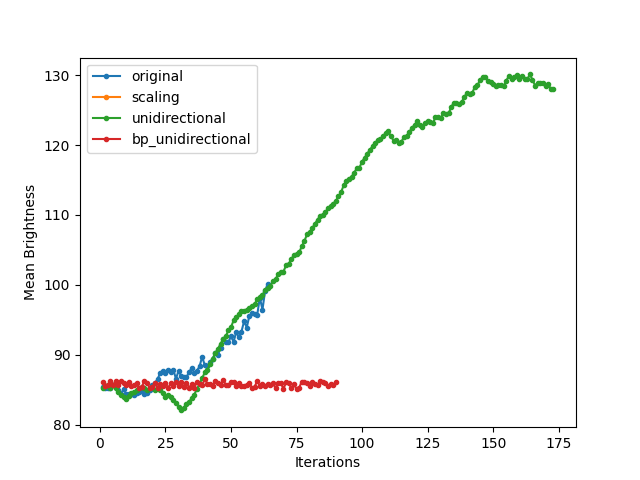 original
scaling
unidirectional
bp_unidirectional
Mean Brightness
130
120
110
100
90
80
0 25 50 75 100 125 150 175
Iterations